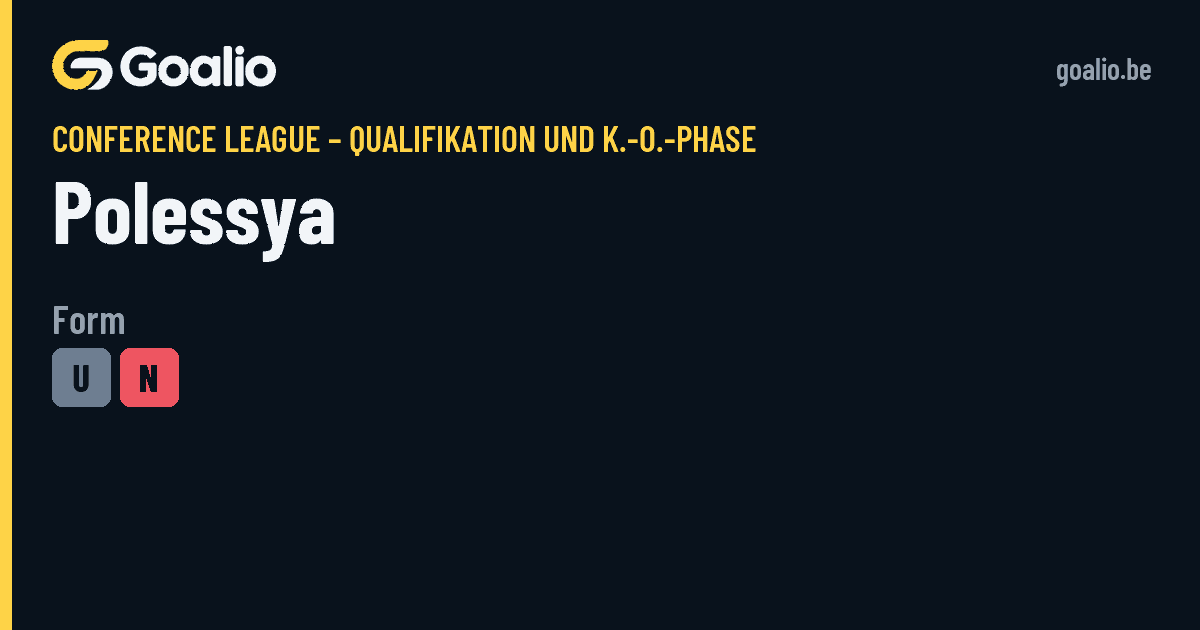 Goalio
goalio.be
CONFERENCE LEAGUE – QUALIFIKATION UND K.-O.-PHASE
Polessya
Form
U N